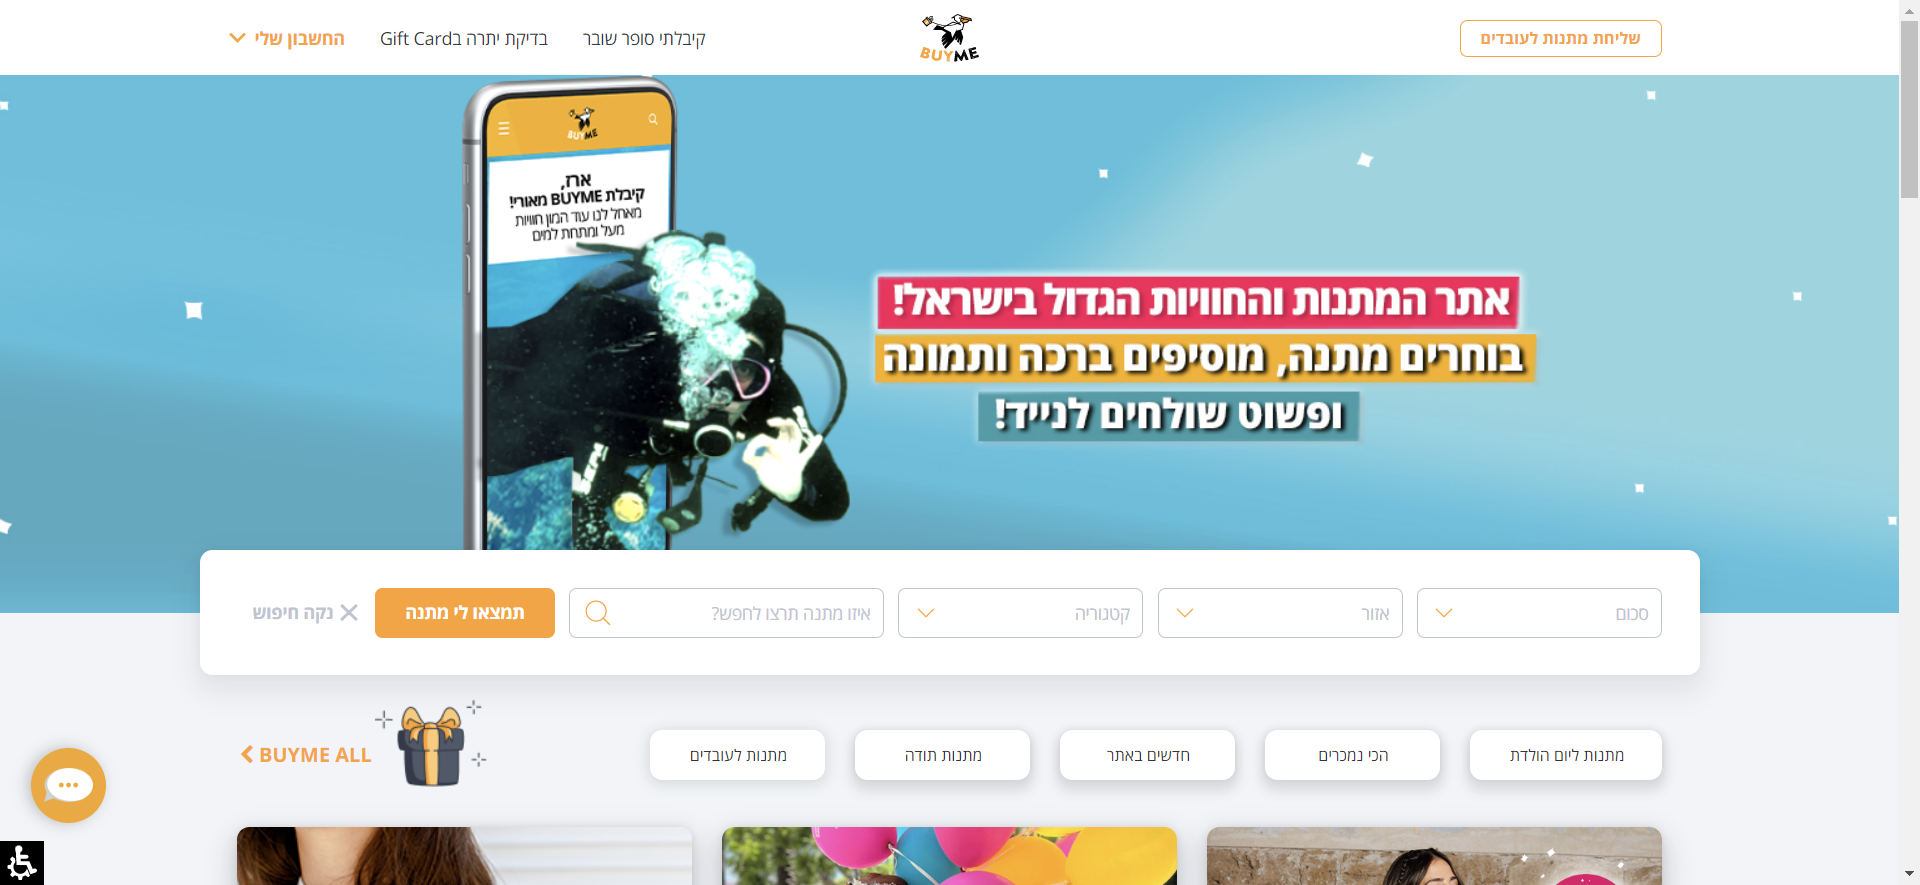 שליחת מתנות לעובדים
BUYME
קיבלתי סופר שובר
בדיקת יתרה בGift Card
החשבון שלי
BUYME
ארז,
קיבלת BUYME מאורי!
מאחל לנו עוד המון חוויות
מעל ומתחת למים
אתר המתנות והחוויות הגדול בישראל!
בוחרים מתנה, מוסיפים ברכה ותמונה
ופשוט שולחים לנייד!
סכום
אזור
קטגוריה
איזו מתנה תרצו לחפש?
תמצאו לי מתנה
נקה חיפוש
מתנות ליום הולדת
הכי נמכרים
חדשים באתר
מתנות תודה
מתנות לעובדים
BUYME ALL